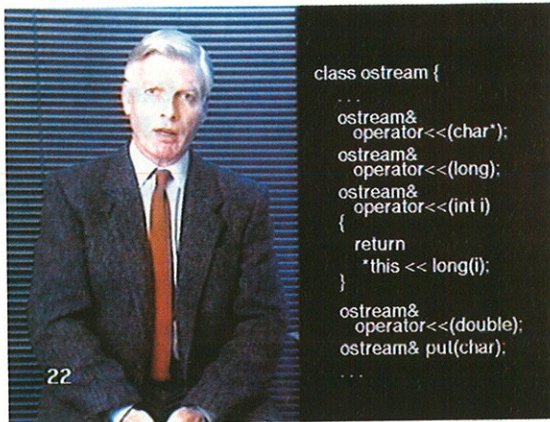 class ostream {
. . .
ostream&
operator<<(char*);
ostream&
operator<<(long);
ostream&
operator<<(int i)
{
return
*this << long(i);
}
ostream&
operator<<(double);
ostream& put(char);
. . .
22